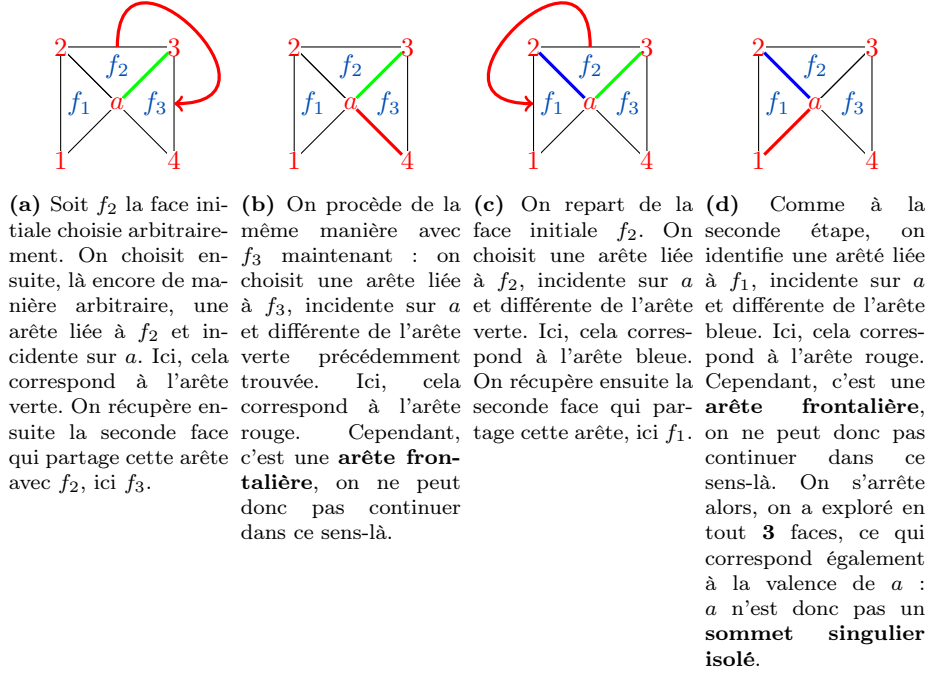 2
3
f2
f1
a
f3
1
4
2
3
f2
f1
a
f3
1
4
2
3
f2
f1
a
f3
1
4
2
3
f2
f1
a
f3
1
4
(a) Soit f2 la face ini-
tiale choisie arbitraire-
ment. On choisit en-
suite, là encore de ma-
nière arbitraire, une
arête liée à f2 et in-
cidente sur a. Ici, cela
correspond à l'arête
verte. On récupère en-
suite la seconde face
qui partage cette arête
avec f2, ici f3.
(b) On procède de la
même manière avec
f3 maintenant : on
choisit une arête liée
à f3, incidente sur a
et différente de l'arête
verte précédemment
trouvée. Ici, cela
correspond à l'arête
rouge. Cependant,
c'est une arête fron-
talière, on ne peut
donc pas continuer
dans ce sens-là.
(c) On repart de la
face initiale f2. On
choisit une arête liée
à f2, incidente sur a
et différente de l'arête
verte. Ici, cela corres-
pond à l'arête bleue.
On récupère ensuite la
seconde face qui par-
tage cette arête, ici f1.
(d) Comme à la
seconde étape, on
identifie une arêté liée
à f1, incidente sur a
et différente de l'arête
bleue. Ici, cela corres-
pond à l'arête rouge.
Cependant, c'est une
arête frontalière,
on ne peut donc pas
continuer dans ce
sens-là. On s'arrête
alors, on a exploré en
tout 3 faces, ce qui
correspond également
à la valence de a :
a n'est donc pas un
sommet singulier
isolé.